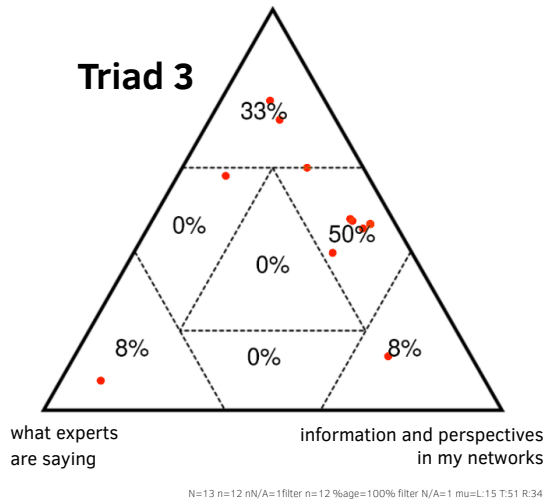 Triad 3
33%
0%
50%
0%
8%
0%
8%
what experts
are saying
information and perspectives
in my networks
N=13 n=12 nN/A=1filter n=12 %age=100% filter N/A=1 mu=L:15 T:51 R:34